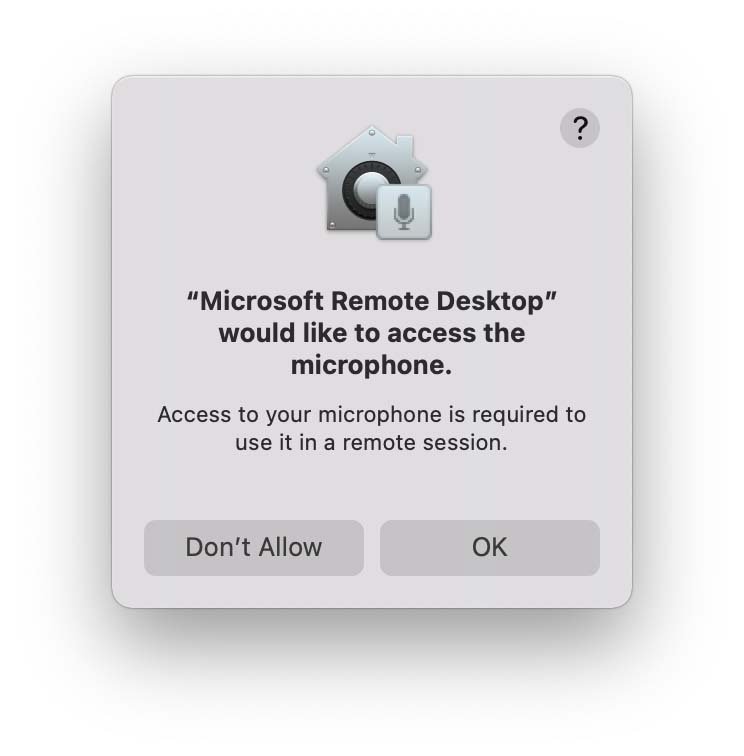 ?
“Microsoft Remote Desktop”
would like to access the
microphone.
Access to your microphone is required to
use it in a remote session.
Don’t Allow
OK